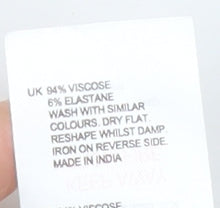 UK 94% VISCOSE
6% ELASTANE
WASH WITH SIMILAR
COLOURS. DRY FLAT.
RESHAPE WHILST DAMP.
IRON ON REVERSE SIDE.
MADE IN INDIA
VISCOSE